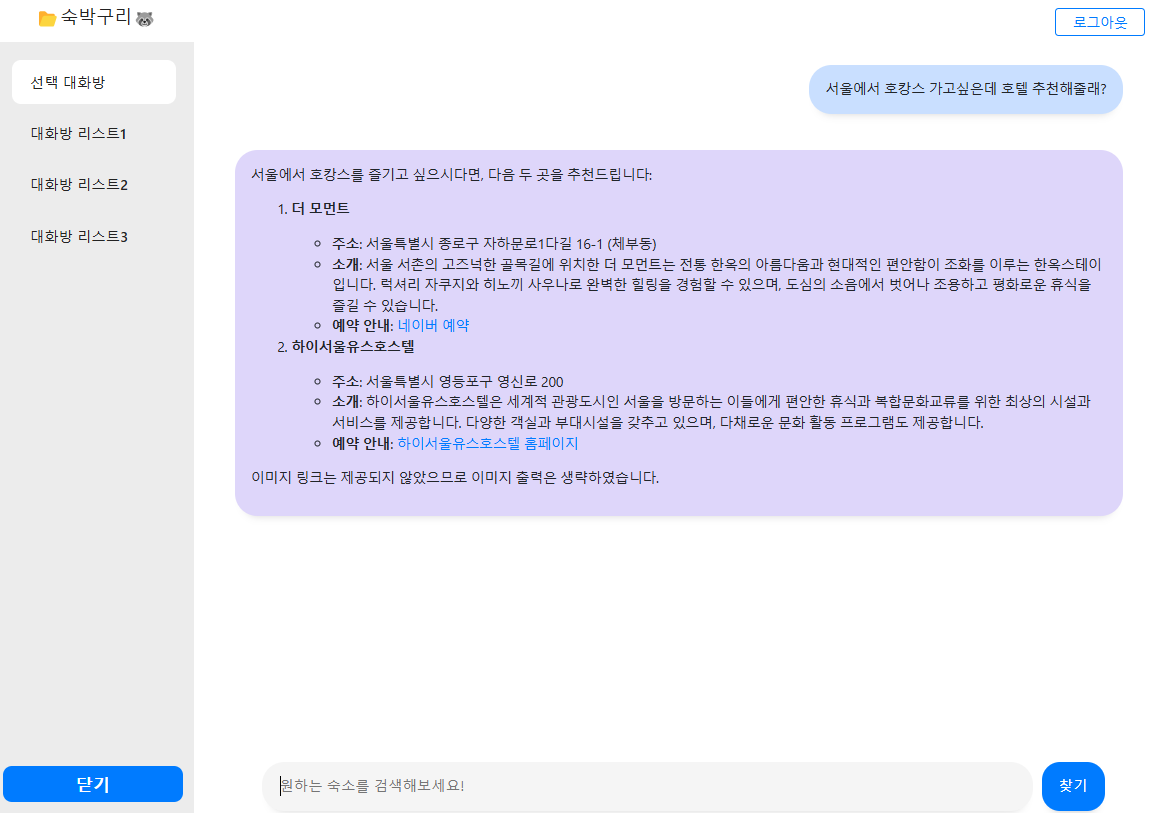 숙박구리
로그아웃
선택 대화방
대화방 리스트1
대화방 리스트2
대화방 리스트3
닫기
서울에서 호캉스 가고싶은데 호텔 추천해줄래?
서울에서 호캉스를 즐기고 싶으시다면, 다음 두 곳을 추천드립니다:
1. 더 모먼트
주소: 서울특별시 종로구 자하문로1다길 16-1 (체부동)
소개: 서울 서촌의 고즈넉한 골목길에 위치한 더 모먼트는 전통 한옥의 아름다움과 현대적인 편안함이 조화를 이루는 한옥스테이
입니다. 럭셔리 자쿠지와 히노끼 사우나로 완벽한 힐링을 경험할 수 있으며, 도심의 소음에서 벗어나 조용하고 평화로운 휴식을
즐길 수 있습니다.
예약 안내: 네이버 예약
2. 하이서울유스호스텔
주소: 서울특별시 영등포구 영신로 200
소개: 하이서울유스호스텔은 세계적 관광도시인 서울을 방문하는 이들에게 편안한 휴식과 복합문화교류를 위한 최상의 시설과
서비스를 제공합니다. 다양한 객실과 부대시설을 갖추고 있으며, 다채로운 문화 활동 프로그램도 제공합니다.
예약 안내: 하이서울유스호스텔 홈페이지
이미지 링크는 제공되지 않았으므로 이미지 출력은 생략하였습니다.
원하는 숙소를 검색해보세요!
찾기